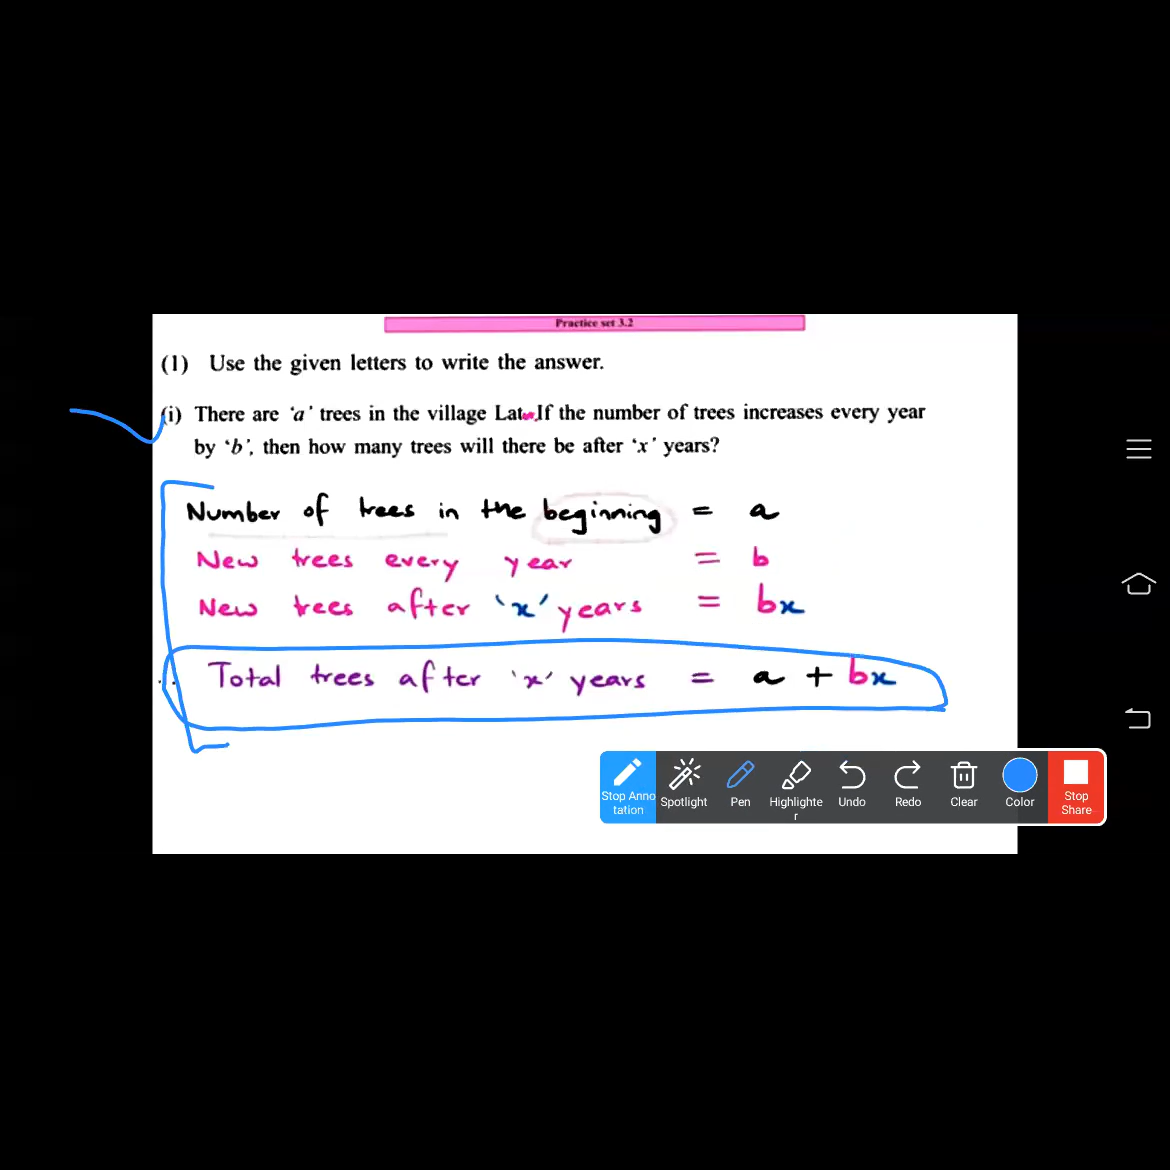 Practice set 3.2
(1) Use the given letters to write the answer.
(i) There are 'a' trees in the village Lat. If the number of trees increases every year
by 'b', then how many trees will there be after 'x' years?
Number of trees in the beginning = a
New trees every year = b
New trees after 'x' years = bx
Total trees after 'x' years = a + bx
Stop Anno
tation
Spotlight
Pen
Highlighte
r
Undo
Redo
Clear
Color
Stop
Share